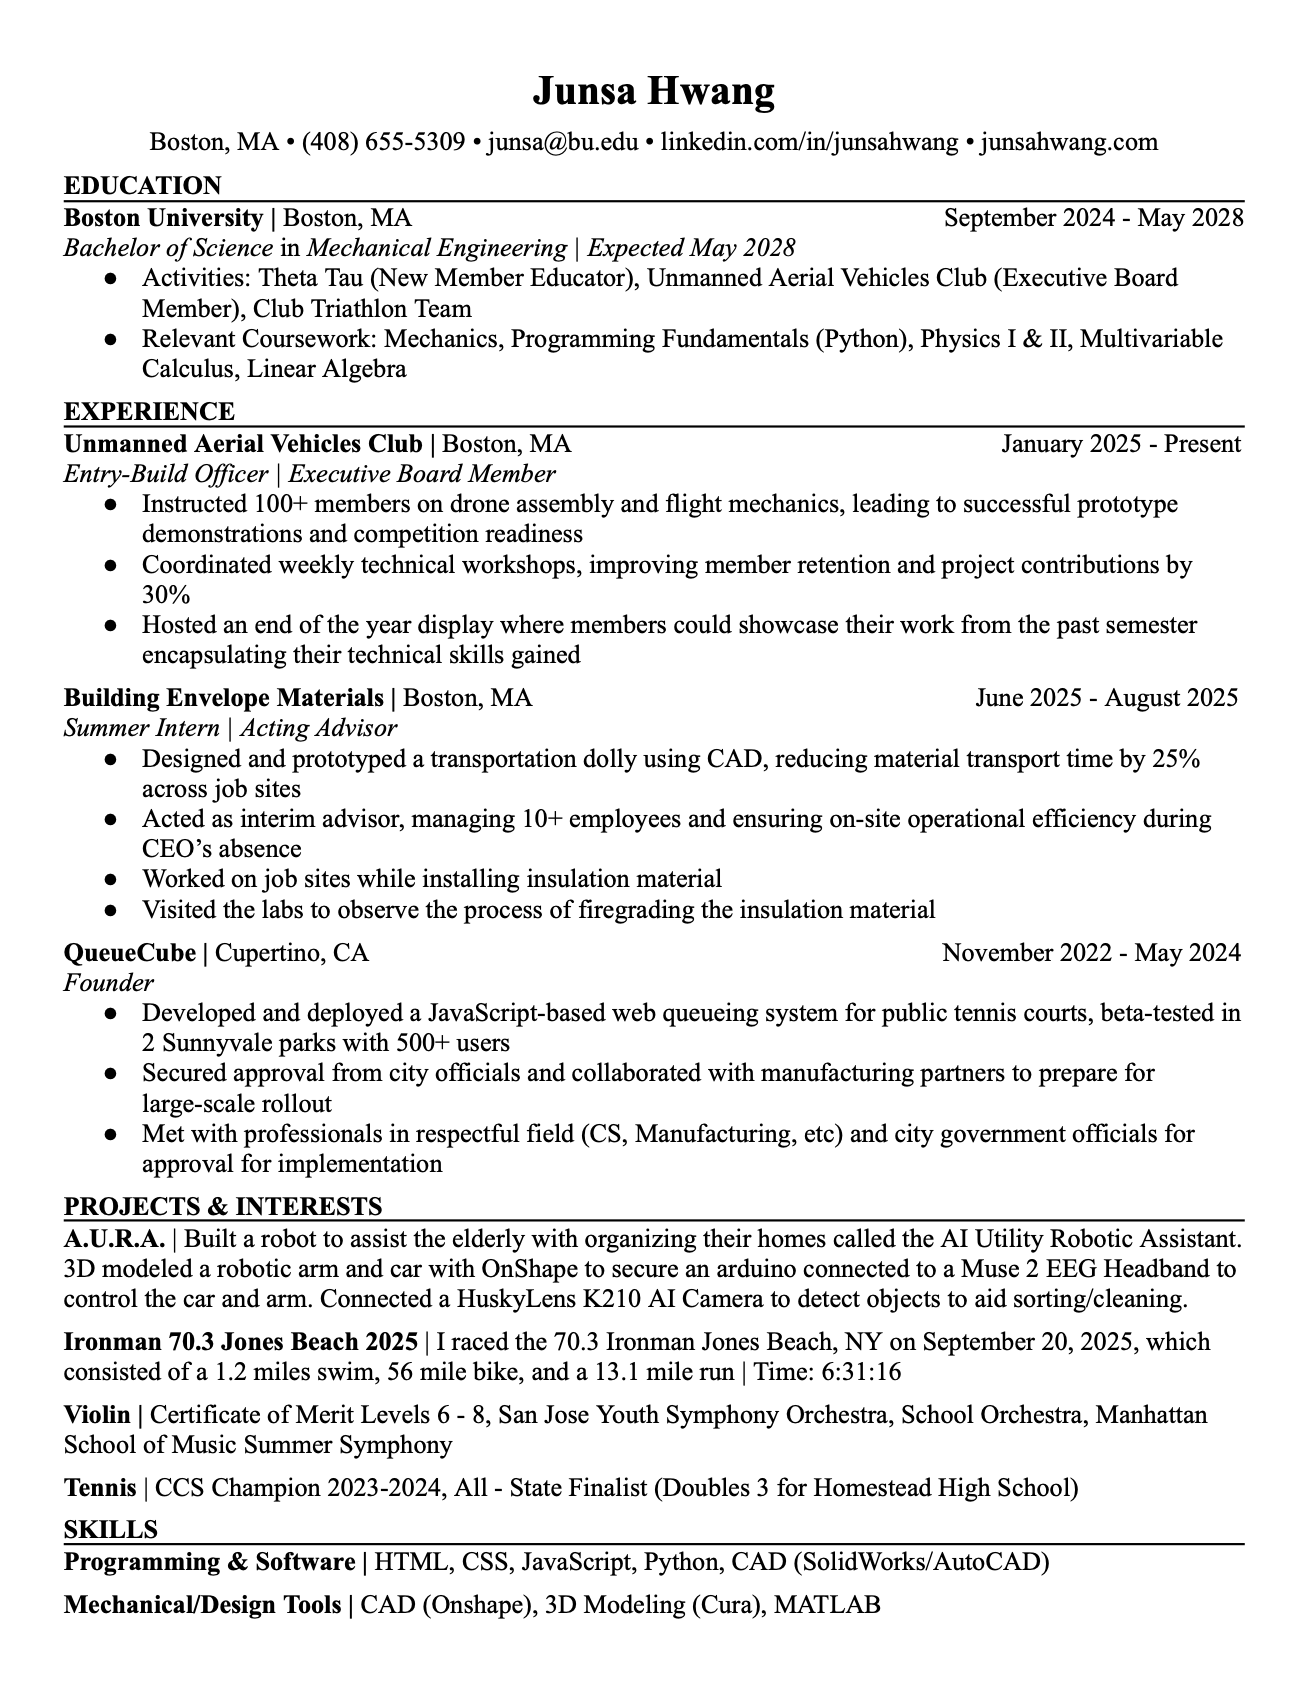 Junsa Hwang
Boston, MA • (408) 655-5309 • junsa@bu.edu • linkedin.com/in/junsahwang • junsahwang.com
EDUCATION
Boston University | Boston, MA September 2024 - May 2028
Bachelor of Science in Mechanical Engineering | Expected May 2028
● Activities: Theta Tau (New Member Educator), Unmanned Aerial Vehicles Club (Executive Board
Member), Club Triathlon Team
● Relevant Coursework: Mechanics, Programming Fundamentals (Python), Physics I & II, Multivariable
Calculus, Linear Algebra
EXPERIENCE
Unmanned Aerial Vehicles Club | Boston, MA January 2025 - Present
Entry-Build Officer | Executive Board Member
● Instructed 100+ members on drone assembly and flight mechanics, leading to successful prototype
demonstrations and competition readiness
● Coordinated weekly technical workshops, improving member retention and project contributions by
30%
● Hosted an end of the year display where members could showcase their work from the past semester
encapsulating their technical skills gained
Building Envelope Materials | Boston, MA June 2025 - August 2025
Summer Intern | Acting Advisor
● Designed and prototyped a transportation dolly using CAD, reducing material transport time by 25%
across job sites
● Acted as interim advisor, managing 10+ employees and ensuring on-site operational efficiency during
CEO’s absence
● Worked on job sites while installing insulation material
● Visited the labs to observe the process of firegrading the insulation material
QueueCube | Cupertino, CA November 2022 - May 2024
Founder
● Developed and deployed a JavaScript-based web queueing system for public tennis courts, beta-tested in
2 Sunnyvale parks with 500+ users
● Secured approval from city officials and collaborated with manufacturing partners to prepare for
large-scale rollout
● Met with professionals in respectful field (CS, Manufacturing, etc) and city government officials for
approval for implementation
PROJECTS & INTERESTS
A.U.R.A. | Built a robot to assist the elderly with organizing their homes called the AI Utility Robotic Assistant.
3D modeled a robotic arm and car with OnShape to secure an arduino connected to a Muse 2 EEG Headband to
control the car and arm. Connected a HuskyLens K210 AI Camera to detect objects to aid sorting/cleaning.
Ironman 70.3 Jones Beach 2025 | I raced the 70.3 Ironman Jones Beach, NY on September 20, 2025, which
consisted of a 1.2 miles swim, 56 mile bike, and a 13.1 mile run | Time: 6:31:16
Violin | Certificate of Merit Levels 6 - 8, San Jose Youth Symphony Orchestra, School Orchestra, Manhattan
School of Music Summer Symphony
Tennis | CCS Champion 2023-2024, All - State Finalist (Doubles 3 for Homestead High School)
SKILLS
Programming & Software | HTML, CSS, JavaScript, Python, CAD (SolidWorks/AutoCAD)
Mechanical/Design Tools | CAD (Onshape), 3D Modeling (Cura), MATLAB